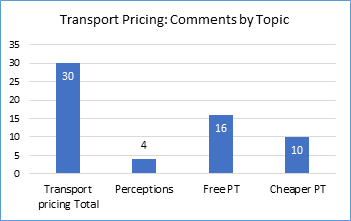 Transport Pricing: Comments by Topic
35
30
25
20
15
10
5
0
30
4
16
10
Transport
pricing Total
Perceptions
Free PT
Cheaper PT